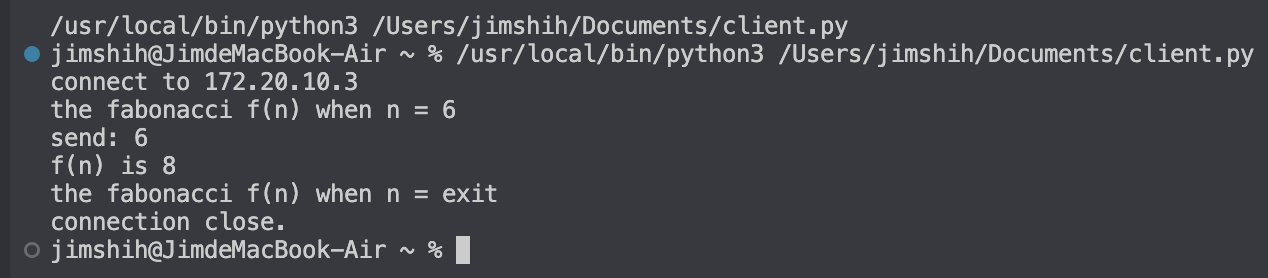 /usr/local/bin/python3 /Users/jimshih/Documents/client.py
jimshih@JimdeMacBook-Air ~ % /usr/local/bin/python3 /Users/jimshih/Documents/client.py
connect to 172.20.10.3
the fabonacci f(n) when n = 6
send: 6
f(n) is 8
the fabonacci f(n) when n = exit
connection close.
jimshih@JimdeMacBook-Air ~ %